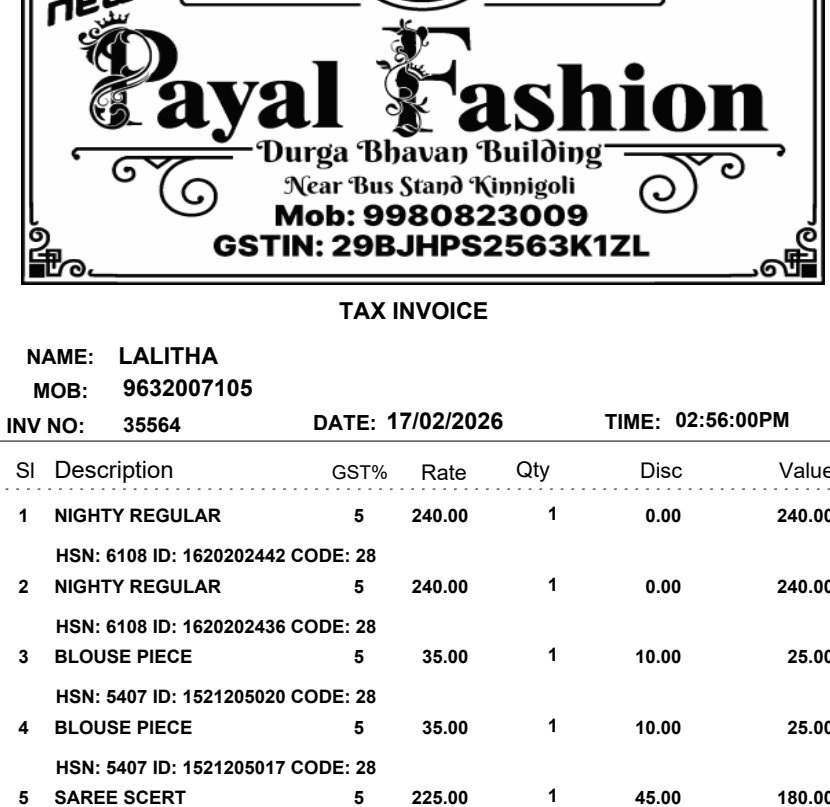 new
Payal Fashion
Durga Bhavan Building
Near Bus Stand Kinnigoli
Mob: 9980823009
GSTIN: 29BJHPS2563K1ZL
TAX INVOICE
NAME: LALITHA
MOB: 9632007105
INV NO: 35564 DATE: 17/02/2026 TIME: 02:56:00PM
Sl Description GST% Rate Qty Disc Value
1 NIGHTY REGULAR 5 240.00 1 0.00 240.00
HSN: 6108 ID: 1620202442 CODE: 28
2 NIGHTY REGULAR 5 240.00 1 0.00 240.00
HSN: 6108 ID: 1620202436 CODE: 28
3 BLOUSE PIECE 5 35.00 1 10.00 25.00
HSN: 5407 ID: 1521205020 CODE: 28
4 BLOUSE PIECE 5 35.00 1 10.00 25.00
HSN: 5407 ID: 1521205017 CODE: 28
5 SAREE SCERT 5 225.00 1 45.00 180.00